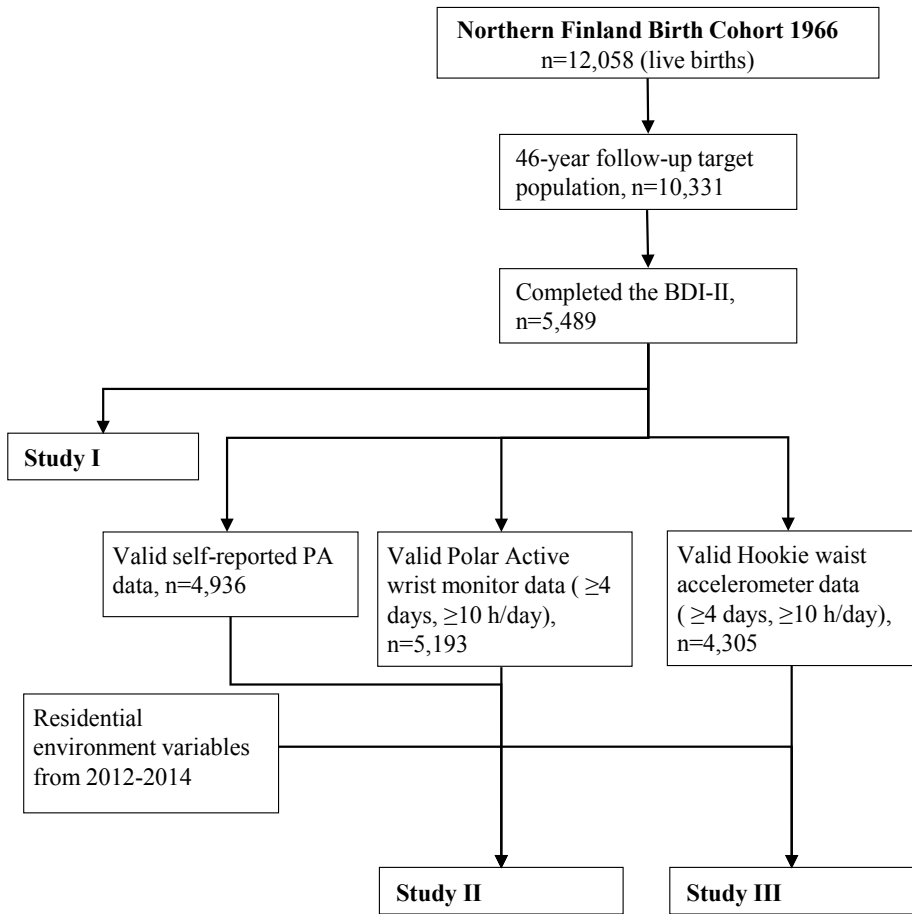 Northern Finland Birth Cohort 1966
n=12,058 (live births)
46-year follow-up target
population, n=10,331
Completed the BDI-II,
n=5,489
Study I
Valid self-reported PA
data, n=4,936
Valid Polar Active
wrist monitor data ( ≥4
days, ≥10 h/day),
n=5,193
Valid Hookie waist
accelerometer data
( ≥4 days, ≥10 h/day),
n=4,305
Residential
environment variables
from 2012-2014
Study II
Study III